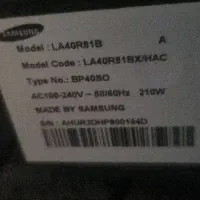 SAMSUNG
Model : LA40R81B A
Model Code : LA40R81BX/HAC
Type No. : BP40SO
AC100-240V~ 50/60Hz 210W
MADE BY SAMSUNG
S/N :